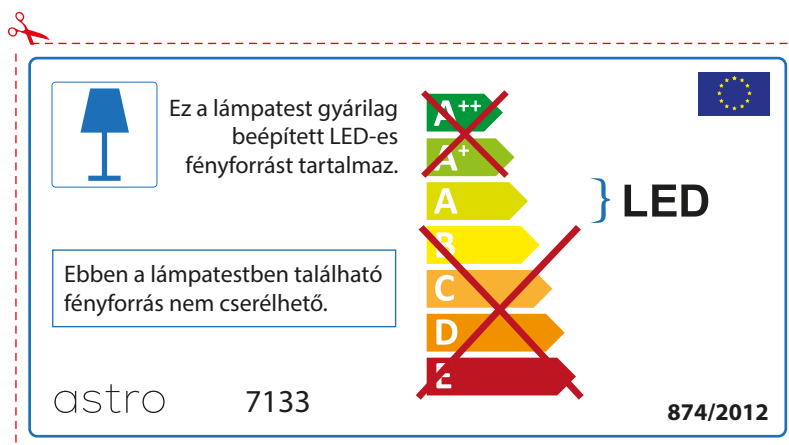 Ez a lámpatest gyárilag
beépített LED-es
fényforrást tartalmaz.
Ebben a lámpatestben található
fényforrás nem cserélhető.
A++
A+
A
B
C
D
E
LED
astro 7133
874/2012